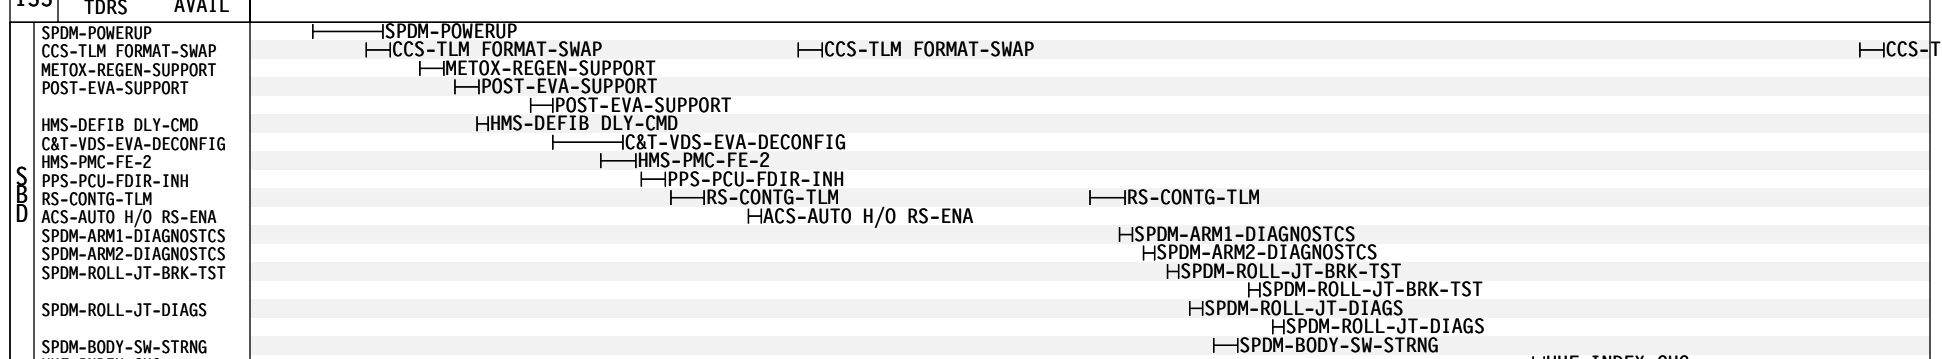 TDRS AVAIL
SPDM-POWERUP SPDM-POWERUP
CCS-TLM FORMAT-SWAP CCS-TLM FORMAT-SWAP CCS-TLM FORMAT-SWAP CCS-T
METOX-REGEN-SUPPORT METOX-REGEN-SUPPORT
POST-EVA-SUPPORT POST-EVA-SUPPORT
POST-EVA-SUPPORT
HMS-DEFIB DLY-CMD HMS-DEFIB DLY-CMD
C&T-VDS-EVA-DECONFIG C&T-VDS-EVA-DECONFIG
HMS-PMC-FE-2 HMS-PMC-FE-2
S PPS-PCU-FDIR-INH PPS-PCU-FDIR-INH
B RS-CONTG-TLM RS-CONTG-TLM RS-CONTG-TLM
D ACS-AUTO H/O RS-ENA ACS-AUTO H/O RS-ENA
SPDM-ARM1-DIAGNOSTCS SPDM-ARM1-DIAGNOSTCS
SPDM-ARM2-DIAGNOSTCS SPDM-ARM2-DIAGNOSTCS
SPDM-ROLL-JT-BRK-TST SPDM-ROLL-JT-BRK-TST
SPDM-ROLL-JT-BRK-TST
SPDM-ROLL-JT-DIAGS SPDM-ROLL-JT-DIAGS
SPDM-ROLL-JT-DIAGS
SPDM-BODY-SW-STRNG SPDM-BODY-SW-STRNG